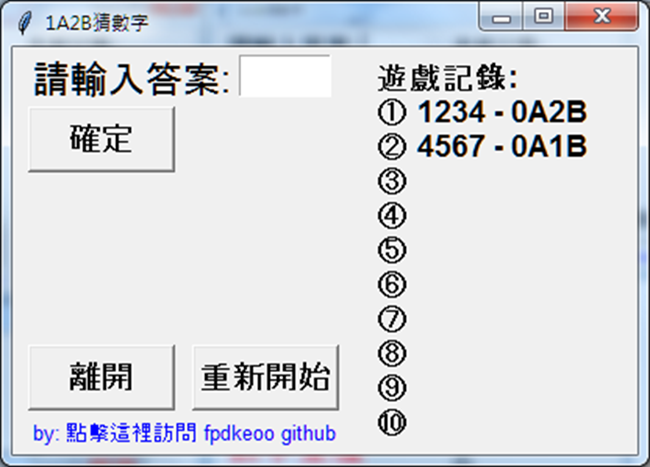 1A2B猜數字
請輸入答案:
確定
離開
重新開始
by: 點擊這裡訪問 fpdkeoo github
遊戲記錄:
① 1234 - 0A2B
② 4567 - 0A1B
③
④
⑤
⑥
⑦
⑧
⑨
⑩